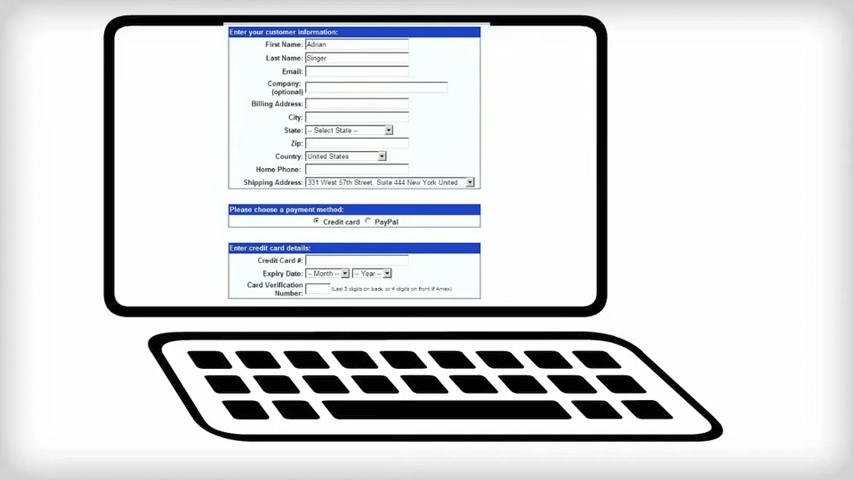 Enter your customer information:
First Name: Adrian
Last Name: Singer
Email:
Company:
(optional)
Billing Address:
City:
State: -- Select State --
Zip:
Country: United States
Home Phone:
Shipping Address: 331 West 57th Street, Suite 444 New York United
Please choose a payment method:
Credit card PayPal
Enter credit card details:
Credit Card #:
Expiry Date: -- Month -- -- Year --
Card Verification
Number: (Last 3 digits on back, or 4 digits on front if Amex)